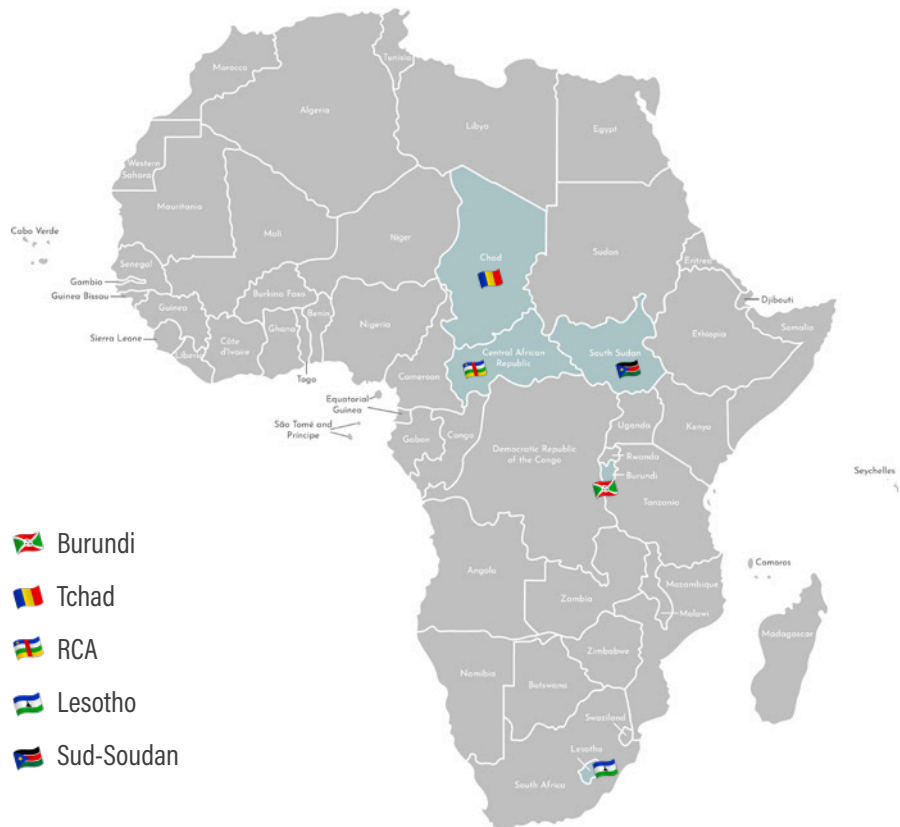 Morocco
Tunisia
Algeria
Libya
Egypt
Western
Sahara
Mauritania
Mali
Niger
Chad
Sudan
Eritrea
Cabo Verde
Senegal
Gambia
Guinea Bissau
Guinea
Sierra Leone
Liberia
Côte
d'Ivoire
Burkina Faso
Ghana
Togo
Benin
Nigeria
Cameroon
Central African
Republic
South Sudan
Ethiopia
Djibouti
Somalia
Equatorial
Guinea
São Tomé and
Príncipe
Gabon
Congo
Democratic Republic
of the Congo
Uganda
Kenya
Rwanda
Burundi
Tanzania
Seychelles
Comoros
Angola
Zambia
Mozambique
Malawi
Madagascar
Zimbabwe
Namibia
Botswana
Swaziland
Lesotho
South Africa
Burundi
Tchad
RCA
Lesotho
Sud-Soudan